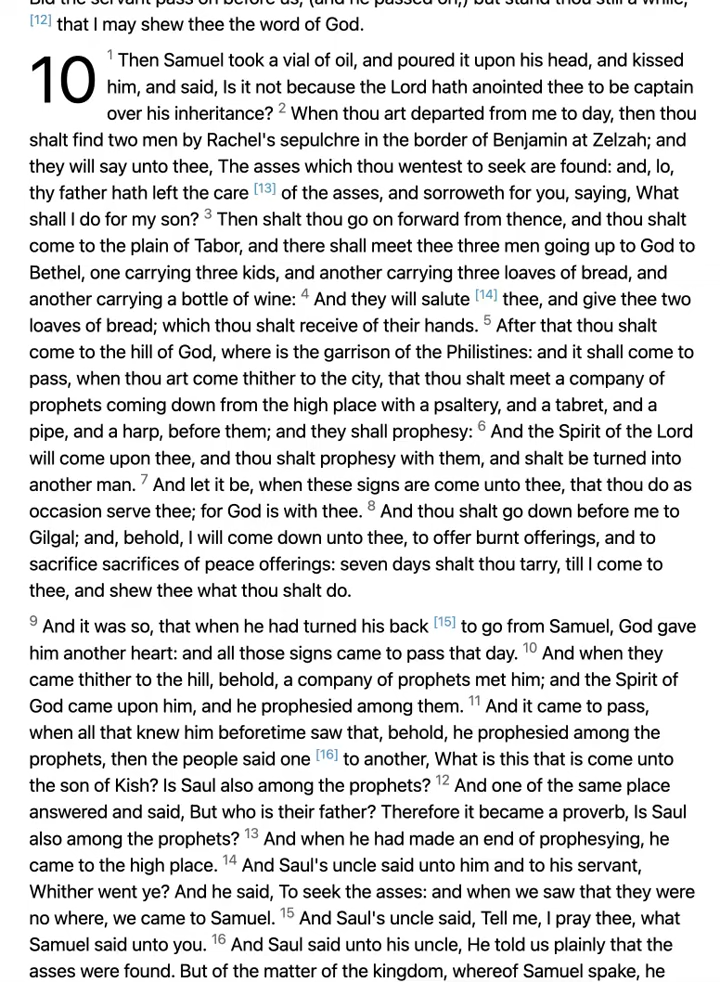 Bid the servant pass on before us, (and he passed on,) but stand thou still a while,
[12] that I may shew thee the word of God.
10 1 Then Samuel took a vial of oil, and poured it upon his head, and kissed
him, and said, Is it not because the Lord hath anointed thee to be captain
over his inheritance? 2 When thou art departed from me to day, then thou
shalt find two men by Rachel's sepulchre in the border of Benjamin at Zelzah; and
they will say unto thee, The asses which thou wentest to seek are found: and, lo,
thy father hath left the care [13] of the asses, and sorroweth for you, saying, What
shall I do for my son? 3 Then shalt thou go on forward from thence, and thou shalt
come to the plain of Tabor, and there shall meet thee three men going up to God to
Bethel, one carrying three kids, and another carrying three loaves of bread, and
another carrying a bottle of wine: 4 And they will salute [14] thee, and give thee two
loaves of bread; which thou shalt receive of their hands. 5 After that thou shalt
come to the hill of God, where is the garrison of the Philistines: and it shall come to
pass, when thou art come thither to the city, that thou shalt meet a company of
prophets coming down from the high place with a psaltery, and a tabret, and a
pipe, and a harp, before them; and they shall prophesy: 6 And the Spirit of the Lord
will come upon thee, and thou shalt prophesy with them, and shalt be turned into
another man. 7 And let it be, when these signs are come unto thee, that thou do as
occasion serve thee; for God is with thee. 8 And thou shalt go down before me to
Gilgal; and, behold, I will come down unto thee, to offer burnt offerings, and to
sacrifice sacrifices of peace offerings: seven days shalt thou tarry, till I come to
thee, and shew thee what thou shalt do.
9 And it was so, that when he had turned his back [15] to go from Samuel, God gave
him another heart: and all those signs came to pass that day. 10 And when they
came thither to the hill, behold, a company of prophets met him; and the Spirit of
God came upon him, and he prophesied among them. 11 And it came to pass,
when all that knew him beforetime saw that, behold, he prophesied among the
prophets, then the people said one [16] to another, What is this that is come unto
the son of Kish? Is Saul also among the prophets? 12 And one of the same place
answered and said, But who is their father? Therefore it became a proverb, Is Saul
also among the prophets? 13 And when he had made an end of prophesying, he
came to the high place. 14 And Saul's uncle said unto him and to his servant,
Whither went ye? And he said, To seek the asses: and when we saw that they were
no where, we came to Samuel. 15 And Saul's uncle said, Tell me, I pray thee, what
Samuel said unto you. 16 And Saul said unto his uncle, He told us plainly that the
asses were found. But of the matter of the kingdom, whereof Samuel spake, he